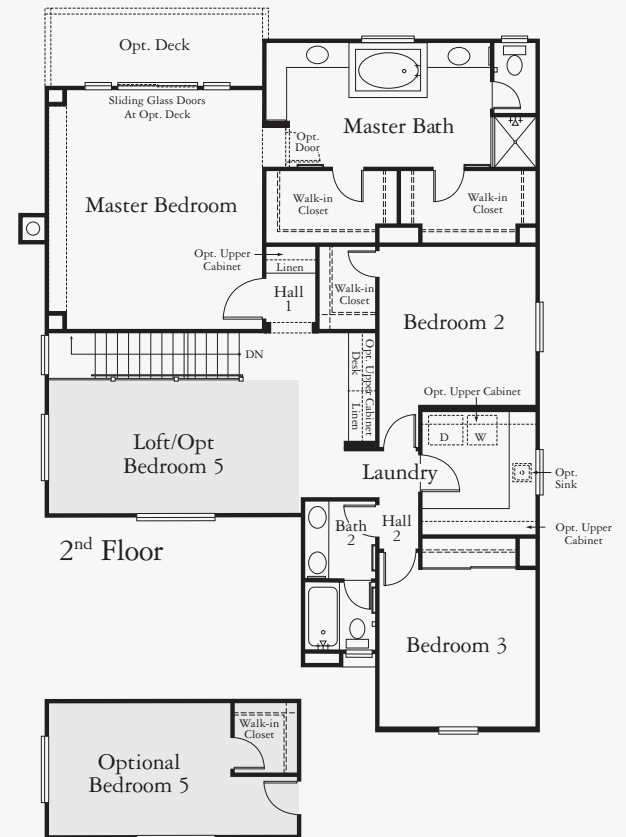 Opt. Deck
Sliding Glass Doors
At Opt. Deck
Master Bath
Opt.
Door
Master Bedroom
Walk-in
Closet
Walk-in
Closet
Opt. Upper
Cabinet
Linen
Hall
1
Walk-in
Closet
Bedroom 2
DN
Opt. Upper Cabinet
Desk
Linen
Opt. Upper Cabinet
D
W
Loft/Opt
Bedroom 5
Laundry
Opt.
Sink
Bath
2
Hall
2
Opt. Upper
Cabinet
2nd Floor
Bedroom 3
Walk-in
Closet
Optional
Bedroom 5